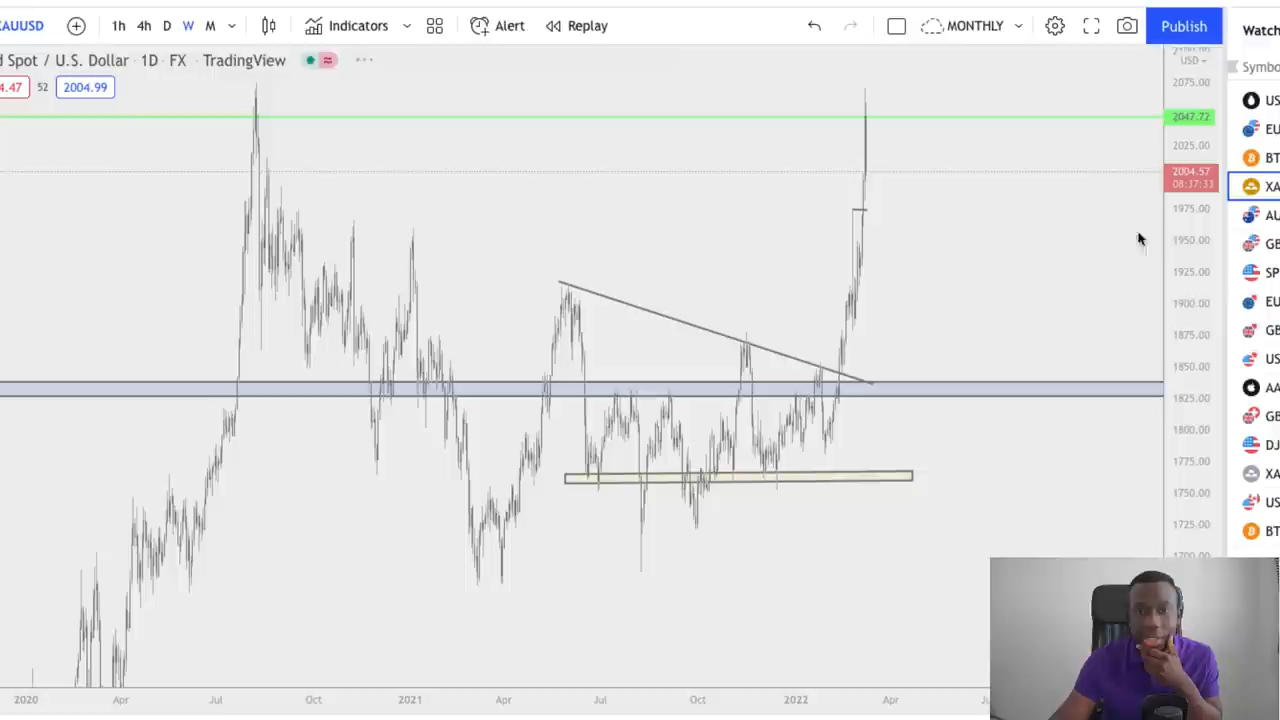 XAUUSD 1h 4h D W M Indicators Alert Replay MONTHLY Publish Watch
d Spot / U.S. Dollar · 1D · FX · TradingView
USD
Symbo
4.47 52 2004.99
2075.00
US
2047.72
EU
2025.00
BT
2004.57
08:37:33
XA
1975.00
AU
1950.00
GB
1925.00
SP
1900.00
EU
1875.00
GB
1850.00
US
1825.00
AA
1800.00
GB
1775.00
DJ
1750.00
XA
1725.00
US
1700.00
BT
2020 Apr Jul Oct 2021 Apr Jul Oct 2022 Apr